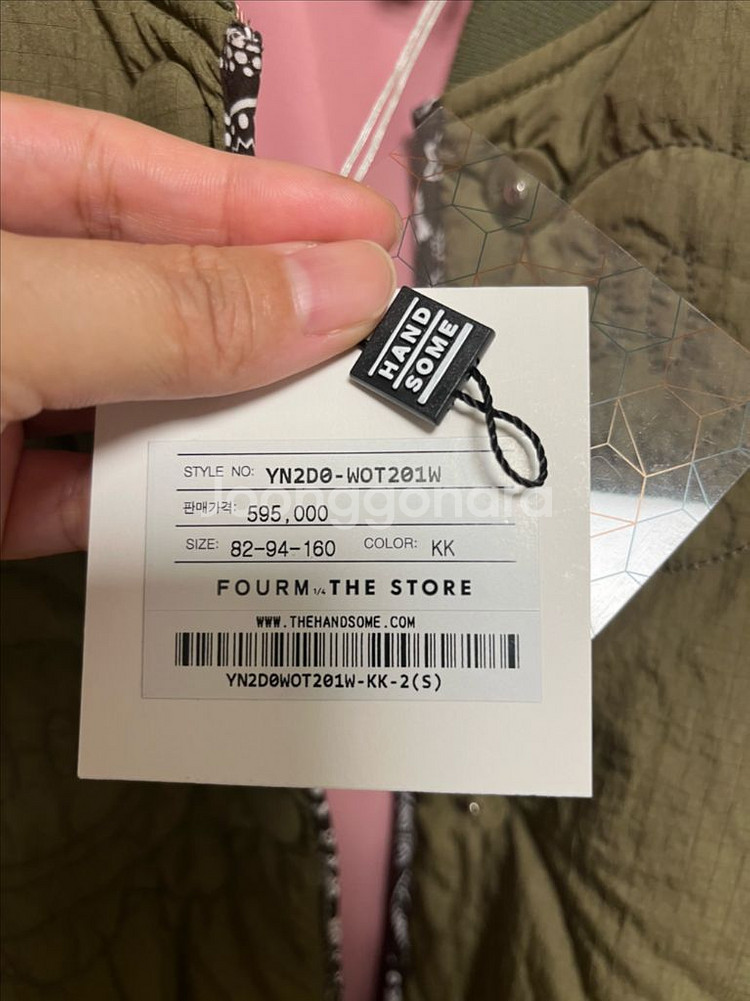 HAND
SOME
STYLE NO: YN2D0-WOT201W
Joonggonara
판매가격: 595,000
SIZE: 82-94-160 COLOR: KK
FOURM 1/4 THE STORE
WWW.THEHANDSOME.COM
YN2D0WOT201W-KK-2(S)